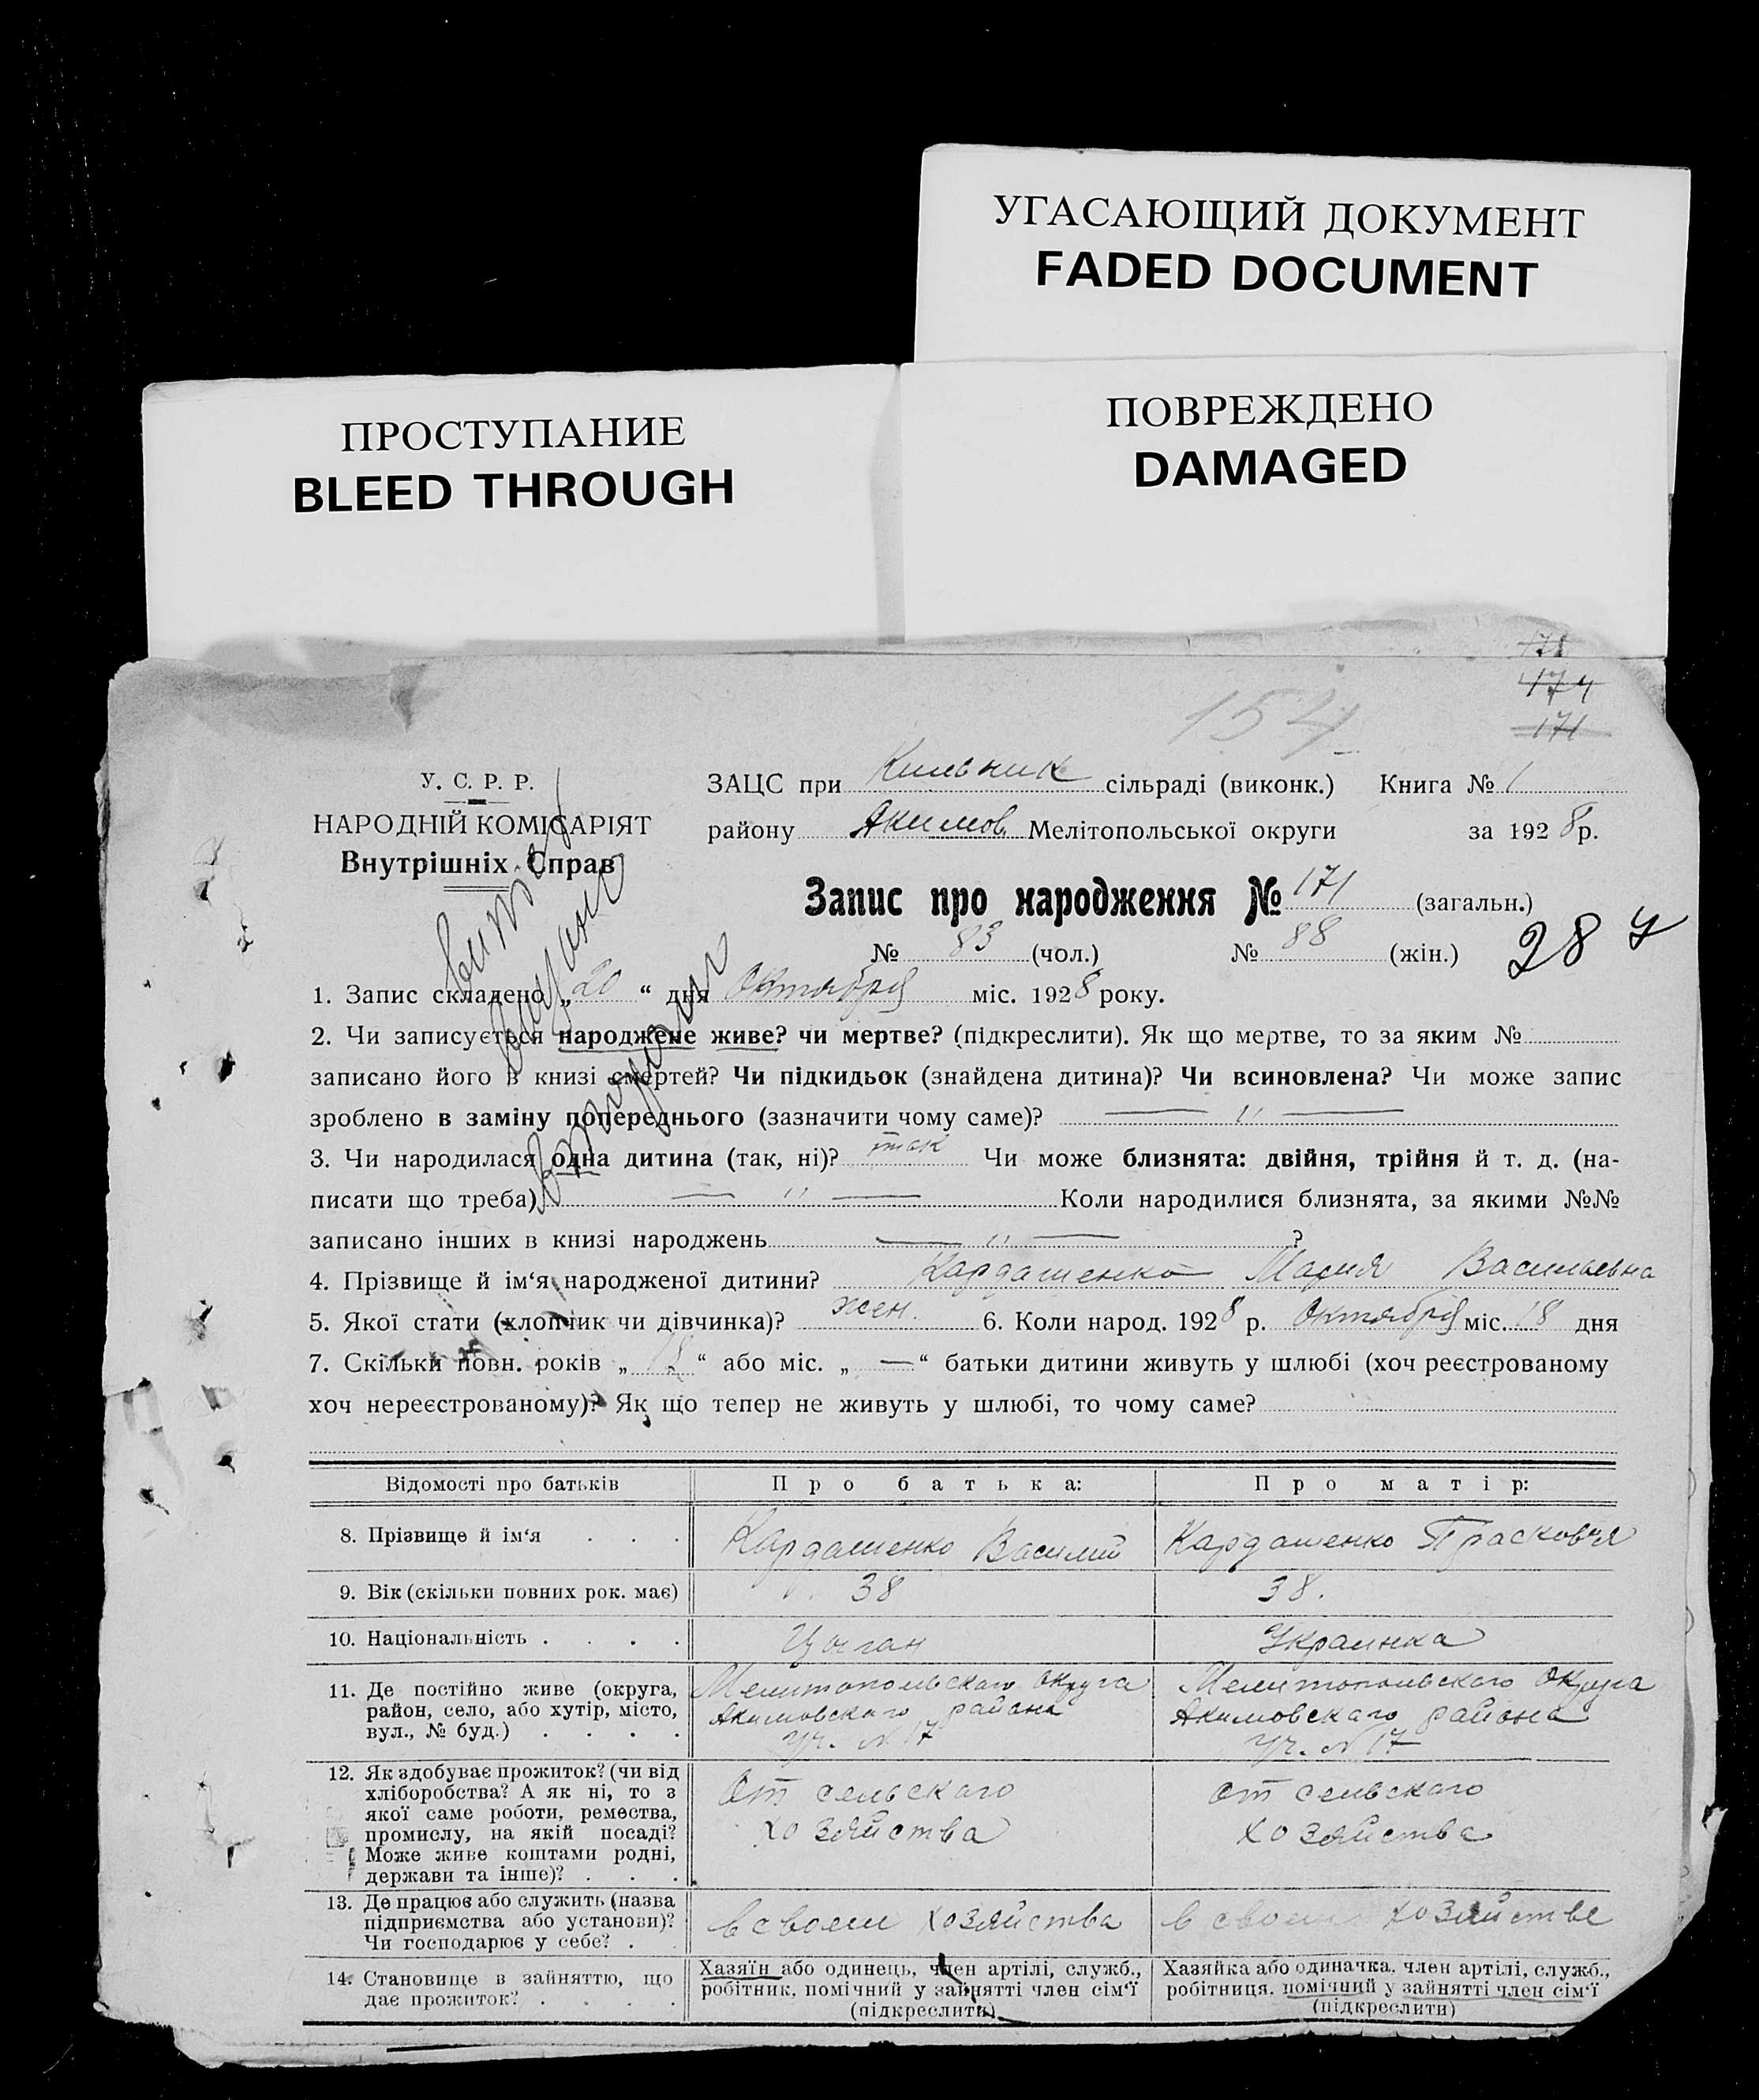 УГАСАЮЩИЙ ДОКУМЕНТ
FADED DOCUMENT
ПРОСТУПАНИЕ
BLEED THROUGH
ПОВРЕЖДЕНО
DAMAGED
174
171
154
У. С. Р. Р.
НАРОДНІЙ КОМІСАРІЯТ
Внутрішніх Справ
ЗАЦС при сільраді (виконк.) Книга № 1
району Акимов. Мелітопольської округи за 1928 р.
Запис про народження № 171 (загальн.)
№ 83 (чол.) № 88 (жін.)
28
1. Запис складено „20“ дня Октября міс. 1928 року.
2. Чи записується народжене живе? чи мертве? (підкреслити). Як що мертве, то за яким №
записано його в книзі смертей? Чи підкидьок (знайдена дитина)? Чи всиновлена? Чи може запис
зроблено в заміну попереднього (зазначити чому саме)? — " —
3. Чи народилася одна дитина (так, ні)? так Чи може близнята: двійня, трійня й т. д. (на-
писати що треба) — " — Коли народилися близнята, за якими №№
записано інших в книзі народжень — " — ?
4. Прізвище й ім‘я народженої дитини? Кардашенко Мария Васильевна
5. Якої стати (хлопчик чи дівчинка)? жен. 6. Коли народ. 1928 р. Октября міс. 18 дня
7. Скільки повн. років „18“ або міс. „—“ батьки дитини живуть у шлюбі (хоч реєстрованому
хоч нереєстрованому)? Як що тепер не живуть у шлюбі, то чому саме?
Відомості про батьків Про батька: Про матір:
8. Прізвище й ім‘я . . . Кардашенко Василий Кардашенко Прасковья
9. Вік (скільки повних рок. має) 38 38.
10. Національність . . . . Цыган Украинка
11. Де постійно живе (округа,
район, село, або хутір, місто,
вул., № буд.) . . . .
Мелитопольскаго Округа
Акимовскаго района
Уч. № 17
Мелитопольскаго Округа
Акимовскаго района
Уч. № 17
12. Як здобуває прожиток? (чи від
хліборобства? А як ні, то з
якої саме роботи, ремества,
промислу, на якій посаді?
Може живе коштами родні,
держави та інше)? . . .
От сельскаго
хозяйства
от сельскаго
хозяйства
13. Де працює або служить (назва
підприємства або установи)?
Чи господарює у себе? .
в своем хозяйства
в своем хозяйстве
14. Становище в зайняттю, що
дає прожиток? . . . .
Хазяїн або одинець, член артілі, служб.,
робітник, помічний у зайнятті член сім‘ї
(підкреслити)
Хазяйка або одиначка, член артілі, служб.,
робітниця, помічний у зайнятті член сім‘ї
(підкреслити)